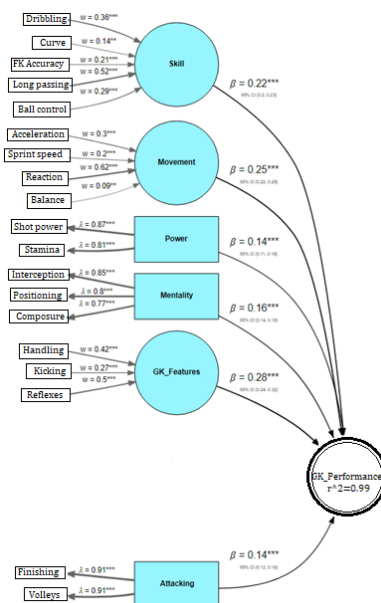 Dribbling
w = 0.36***
Curve
w = 0.14**
FK Accuracy
w = 0.21***
Long passing
w = 0.52***
Ball control
w = 0.29***
Skill
β = 0.22***
Acceleration
w = 0.3***
Sprint speed
w = 0.2***
Reaction
w = 0.62***
Balance
w = 0.09**
Movement
β = 0.25***
Shot power
λ = 0.87***
Stamina
λ = 0.81***
Power
β = 0.14***
Interception
λ = 0.85***
Positioning
λ = 0.8***
Composure
λ = 0.77***
Mentality
β = 0.16***
Handling
w = 0.42***
Kicking
w = 0.27***
Reflexes
w = 0.5***
GK_Features
β = 0.28***
GK_Performance
r^2=0.99
Finishing
λ = 0.91***
Volleys
λ = 0.91***
Attacking
β = 0.14***